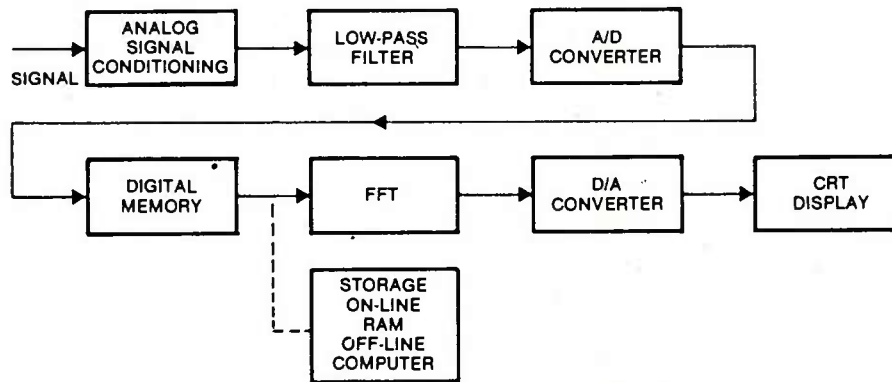 SIGNAL
ANALOG
SIGNAL
CONDITIONING
LOW-PASS
FILTER
A/D
CONVERTER
DIGITAL
MEMORY
FFT
D/A
CONVERTER
CRT
DISPLAY
STORAGE
ON-LINE
RAM
OFF-LINE
COMPUTER